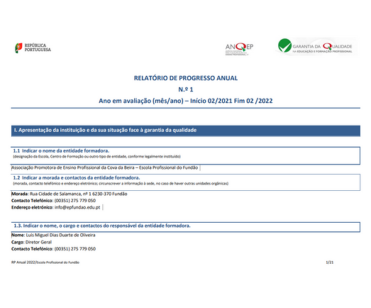 REPÚBLICA
PORTUGUESA
ANQEP
GARANTIA DA QUALIDADE
RELATÓRIO DE PROGRESSO ANUAL
N.º 1
Ano em avaliação (mês/ano) – Início 02/2021 Fim 02 /2022
I. Apresentação da instituição e da sua situação face à garantia da qualidade
1.1 Indicar o nome da entidade formadora.
(designação da Escola, Centro de Formação ou outro tipo de entidade, conforme legalmente instituído)
Associação Promotora de Ensino Profissional da Cova da Beira – Escola Profissional do Fundão
1.2 Indicar a morada e contactos da entidade formadora.
(morada, contacto telefónico e endereço eletrónico; circunscrever a informação à sede, no caso de haver outras unidades orgânicas)
Morada: Rua Cidade de Salamanca, nº 1 6230-370 Fundão
Contacto Telefónico: (00351) 275 779 050
Endereço eletrónico: info@epfundao.edu.pt
1.3. Indicar o nome, o cargo e contactos do responsável da entidade formadora.
Nome: Luís Miguel Dias Duarte de Oliveira
Cargo: Diretor Geral
Contacto Telefónico: (00351) 275 779 050
RP Anual 2022/Escola Profissional do Fundão
1/21